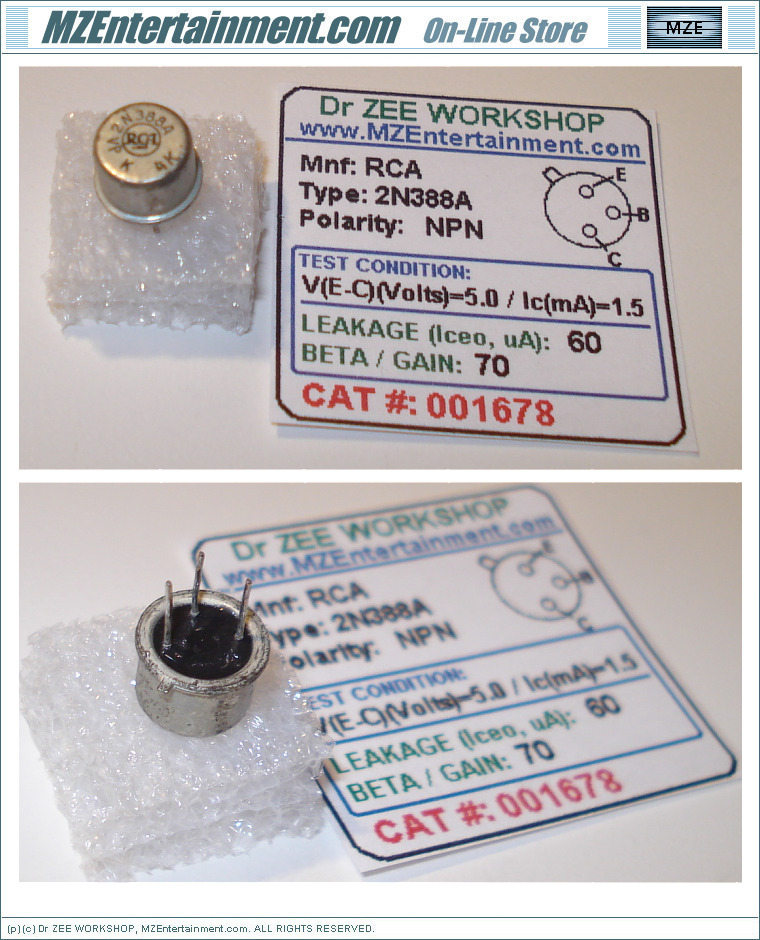 MZEntertainment.com On-Line Store MZE
2N388A
RCA
K 4K
Dr ZEE WORKSHOP
www.MZEntertainment.com
Mnf: RCA
Type: 2N388A
Polarity: NPN
E
B
C
TEST CONDITION:
V(E-C)(Volts)=5.0 / Ic(mA)=1.5
LEAKAGE (Iceo, uA): 60
BETA / GAIN: 70
CAT #: 001678
Dr ZEE WORKSHOP
www.MZEntertainment.com
Mnf: RCA
ype: 2N388A
olarity: NPN
E
B
C
EST CONDITION:
V(E-C)(Volts)=5.0 / Ic(mA)=1.5
LEAKAGE (Iceo, uA): 60
BETA / GAIN: 70
CAT #: 001678
(p)(c) Dr ZEE WORKSHOP, MZEntertainment.com. ALL RIGHTS RESERVED.